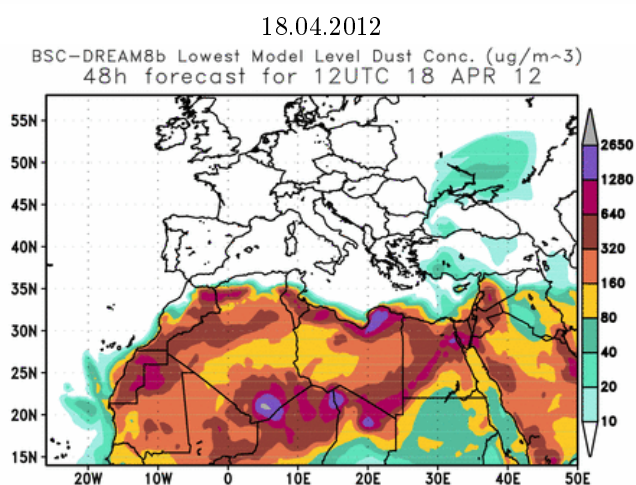 18.04.2012
BSC-DREAM8b Lowest Model Level Dust Conc. (ug/m^3)
48h forecast for 12UTC 18 APR 12
55N
50N
45N
40N
35N
30N
25N
20N
15N
20W
10W
0
10E
20E
30E
40E
50E
2650
1280
640
320
160
80
40
20
10